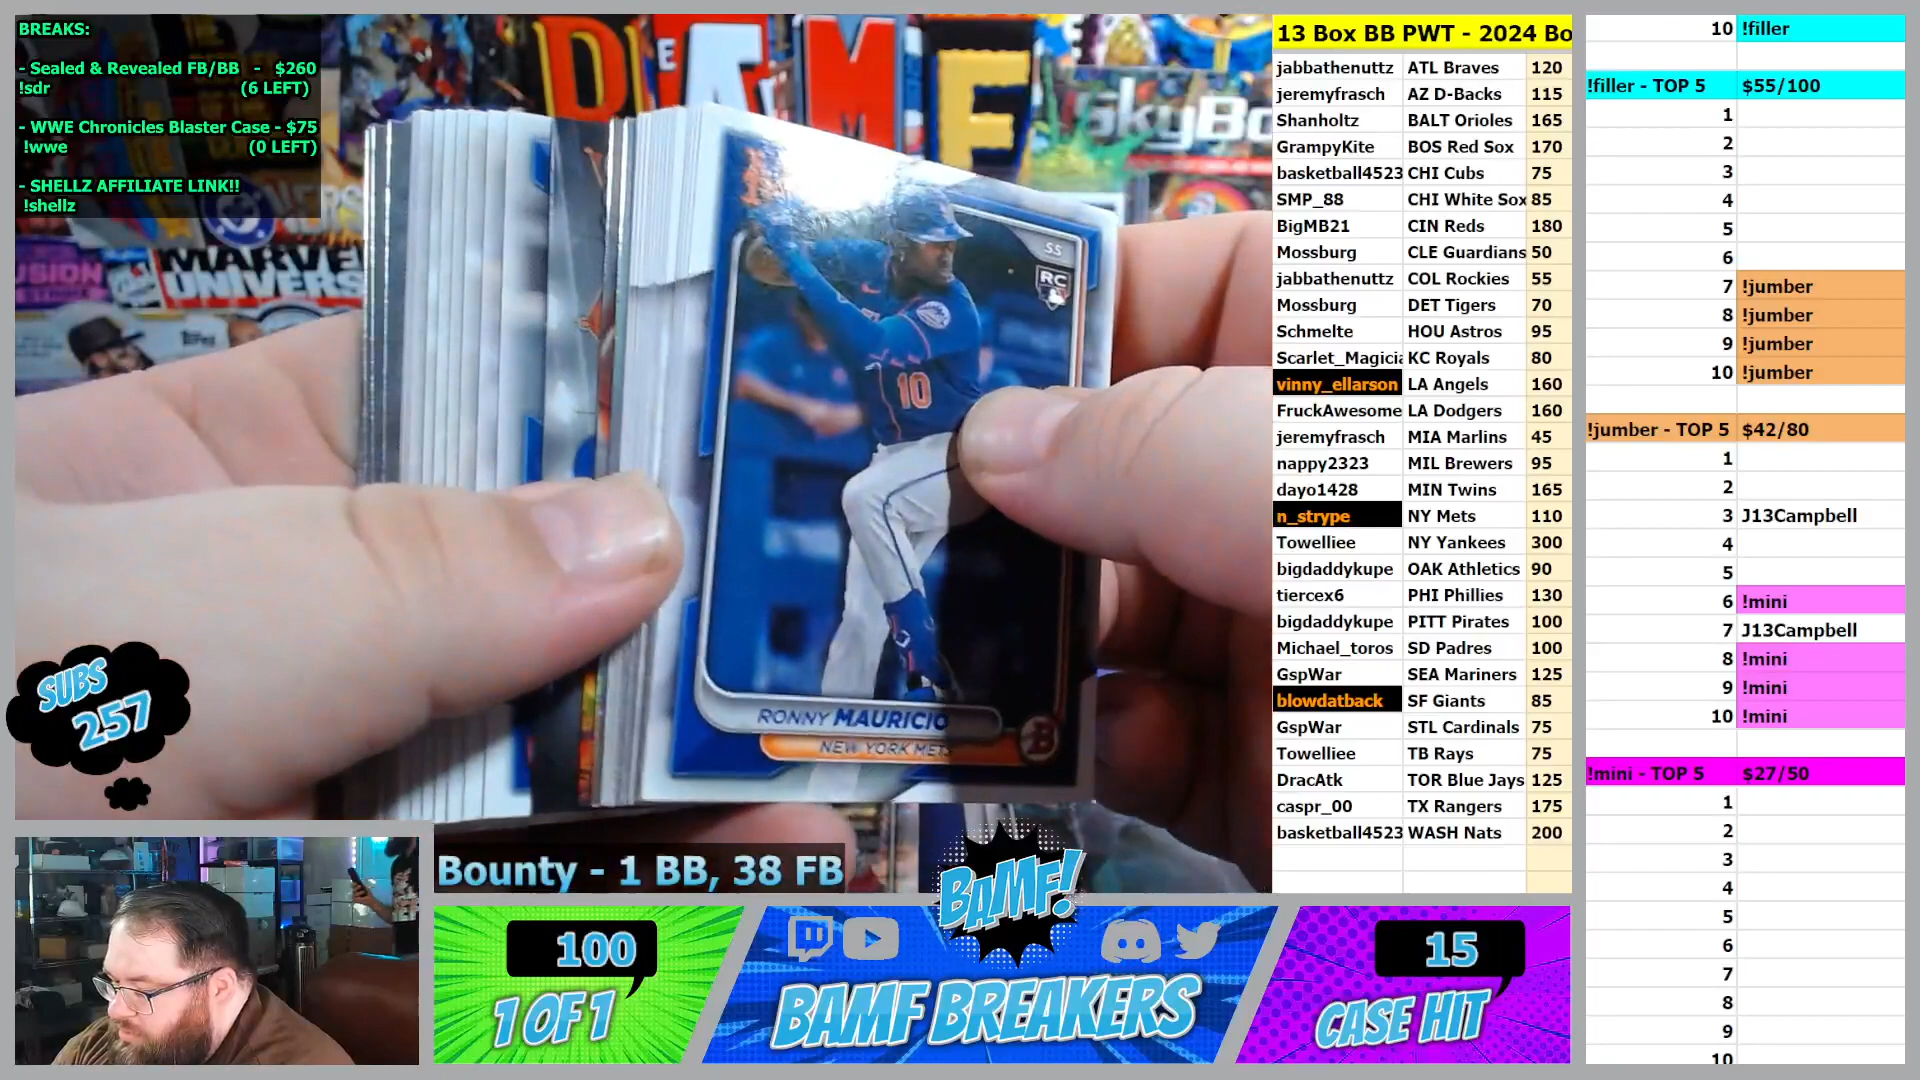 BREAKS:
- Sealed & Revealed FB/BB - $260
!sdr (6 LEFT)
- WWE Chronicles Blaster Case - $75
!wwe (0 LEFT)
- SHELLZ AFFILIATE LINK!!
!shellz
DAMF
SkyBo
MARVE
UNIVER
SS
RC
10
RONNY MAURICIO
NEW YORK METS
B
SUBS
257
Bounty - 1 BB, 38 FB
BAMF!
100
1 OF 1
BAMF BREAKERS
15
CASE HIT
13 Box BB PWT - 2024 Bo
jabbathenuttz ATL Braves 120
jeremyfrasch AZ D-Backs 115
Shanholtz BALT Orioles 165
GrampyKite BOS Red Sox 170
basketball4523 CHI Cubs 75
SMP_88 CHI White Sox 85
BigMB21 CIN Reds 180
Mossburg CLE Guardians 50
jabbathenuttz COL Rockies 55
Mossburg DET Tigers 70
Schmelte HOU Astros 95
Scarlet_Magicia KC Royals 80
vinny_ellarson LA Angels 160
FruckAwesome LA Dodgers 160
jeremyfrasch MIA Marlins 45
nappy2323 MIL Brewers 95
dayo1428 MIN Twins 165
n_strype NY Mets 110
Towelliee NY Yankees 300
bigdaddykupe OAK Athletics 90
tiercex6 PHI Phillies 130
bigdaddykupe PITT Pirates 100
Michael_toros SD Padres 100
GspWar SEA Mariners 125
blowdatback SF Giants 85
GspWar STL Cardinals 75
Towelliee TB Rays 75
DracAtk TOR Blue Jays 125
caspr_00 TX Rangers 175
basketball4523 WASH Nats 200
10 !filler
!filler - TOP 5 $55/100
1
2
3
4
5
6
7 !jumber
8 !jumber
9 !jumber
10 !jumber
!jumber - TOP 5 $42/80
1
2
3 J13Campbell
4
5
6 !mini
7 J13Campbell
8 !mini
9 !mini
10 !mini
!mini - TOP 5 $27/50
1
2
3
4
5
6
7
8
9
10